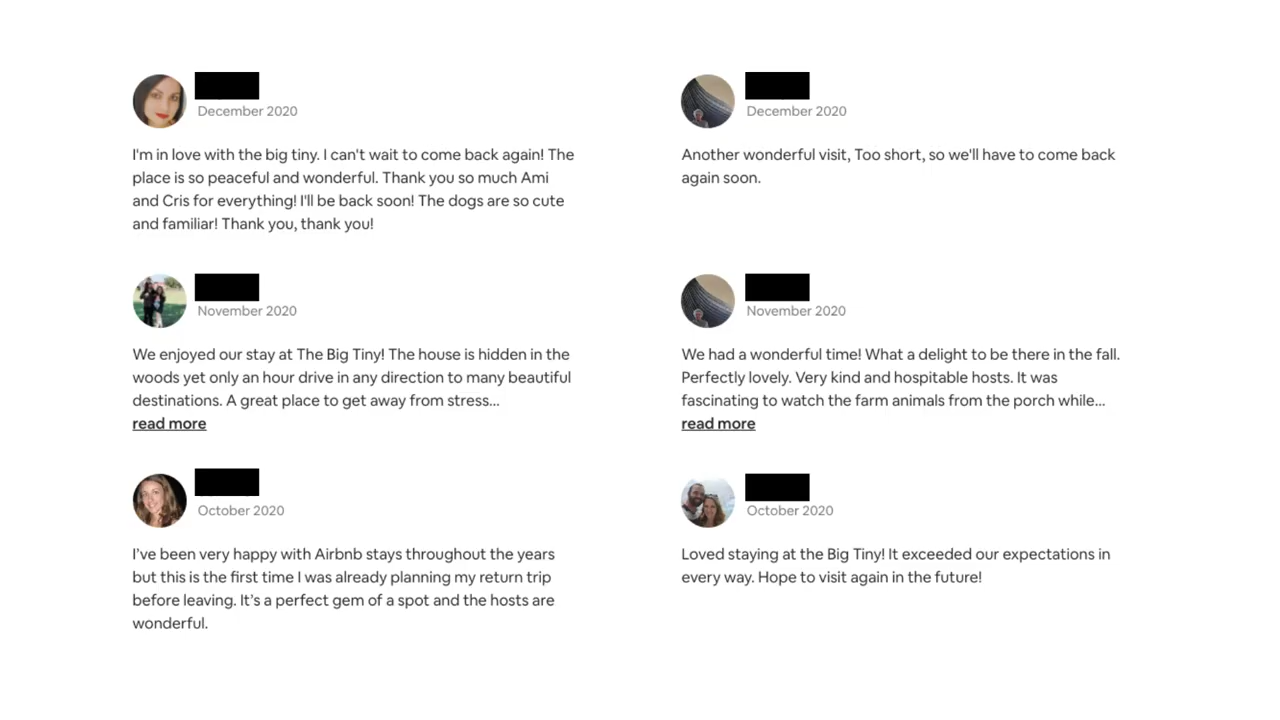 December 2020
I'm in love with the big tiny. I can't wait to come back again! The
place is so peaceful and wonderful. Thank you so much Ami
and Cris for everything! I'll be back soon! The dogs are so cute
and familiar! Thank you, thank you!
December 2020
Another wonderful visit, Too short, so we'll have to come back
again soon.
November 2020
We enjoyed our stay at The Big Tiny! The house is hidden in the
woods yet only an hour drive in any direction to many beautiful
destinations. A great place to get away from stress...
read more
November 2020
We had a wonderful time! What a delight to be there in the fall.
Perfectly lovely. Very kind and hospitable hosts. It was
fascinating to watch the farm animals from the porch while...
read more
October 2020
I've been very happy with Airbnb stays throughout the years
but this is the first time I was already planning my return trip
before leaving. It's a perfect gem of a spot and the hosts are
wonderful.
October 2020
Loved staying at the Big Tiny! It exceeded our expectations in
every way. Hope to visit again in the future!